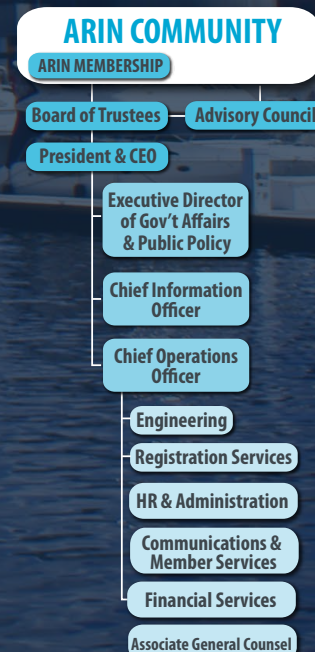 ARIN COMMUNITY
ARIN MEMBERSHIP
Board of Trustees
Advisory Council
President & CEO
Executive Director
of Gov't Affairs
& Public Policy
Chief Information
Officer
Chief Operations
Officer
Engineering
Registration Services
HR & Administration
Communications &
Member Services
Financial Services
Associate General Counsel